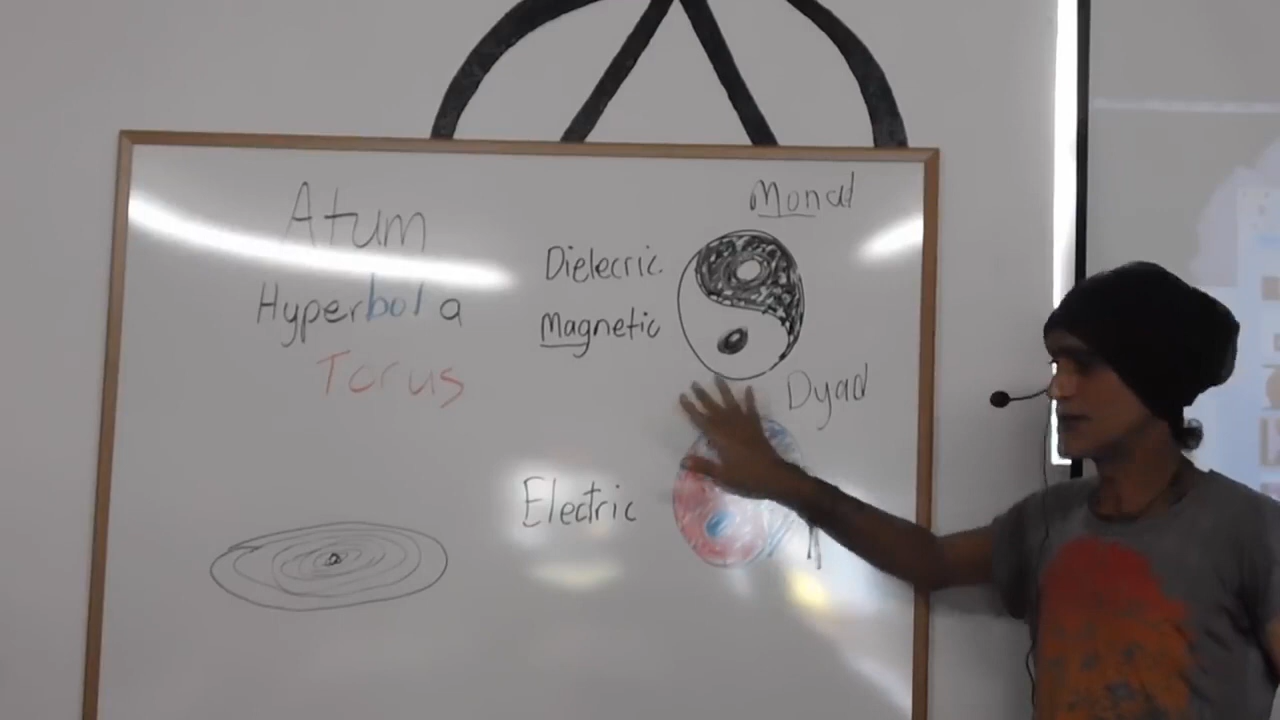 Atum
Hyperbola
Torus
Monad
Dielecric
Magnetic
Dyad
Electric